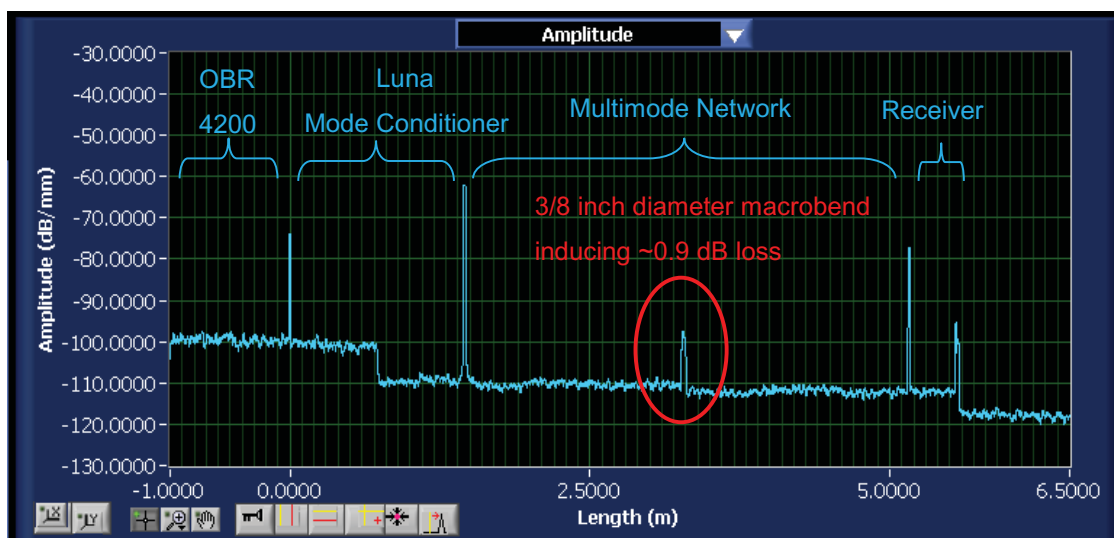 Amplitude
-30.0000
-40.0000
-50.0000
-60.0000
-70.0000
-80.0000
-90.0000
-100.0000
-110.0000
-120.0000
-130.0000
Amplitude (dB/mm)
OBR
4200
Luna
Mode Conditioner
Multimode Network
Receiver
3/8 inch diameter macrobend
inducing ~0.9 dB loss
-1.0000 0.0000 2.5000 5.0000 6.5000
Length (m)